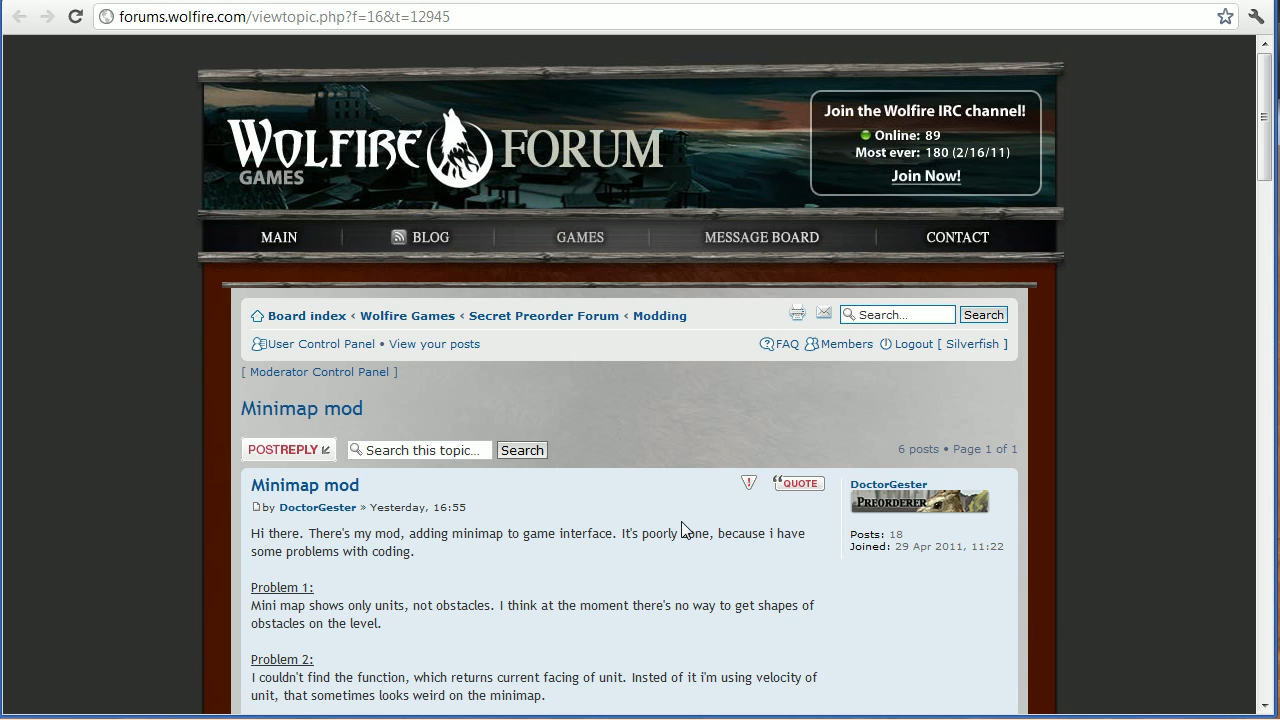 forums.wolfire.com/viewtopic.php?f=16&t=12945
WOLFIRE GAMES FORUM
Join the Wolfire IRC channel!
Online: 89
Most ever: 180 (2/16/11)
Join Now!
MAIN BLOG GAMES MESSAGE BOARD CONTACT
Board index ‹ Wolfire Games ‹ Secret Preorder Forum ‹ Modding Search... Search
User Control Panel • View your posts FAQ Members Logout [ Silverfish ]
[ Moderator Control Panel ]
Minimap mod
POSTREPLY Search this topic... Search 6 posts • Page 1 of 1
Minimap mod QUOTE DoctorGester
PREORDERER
by DoctorGester » Yesterday, 16:55
Hi there. There's my mod, adding minimap to game interface. It's poorly done, because i have
some problems with coding.
Posts: 18
Joined: 29 Apr 2011, 11:22
Problem 1:
Mini map shows only units, not obstacles. I think at the moment there's no way to get shapes of
obstacles on the level.
Problem 2:
I couldn't find the function, which returns current facing of unit. Insted of it i'm using velocity of
unit, that sometimes looks weird on the minimap.